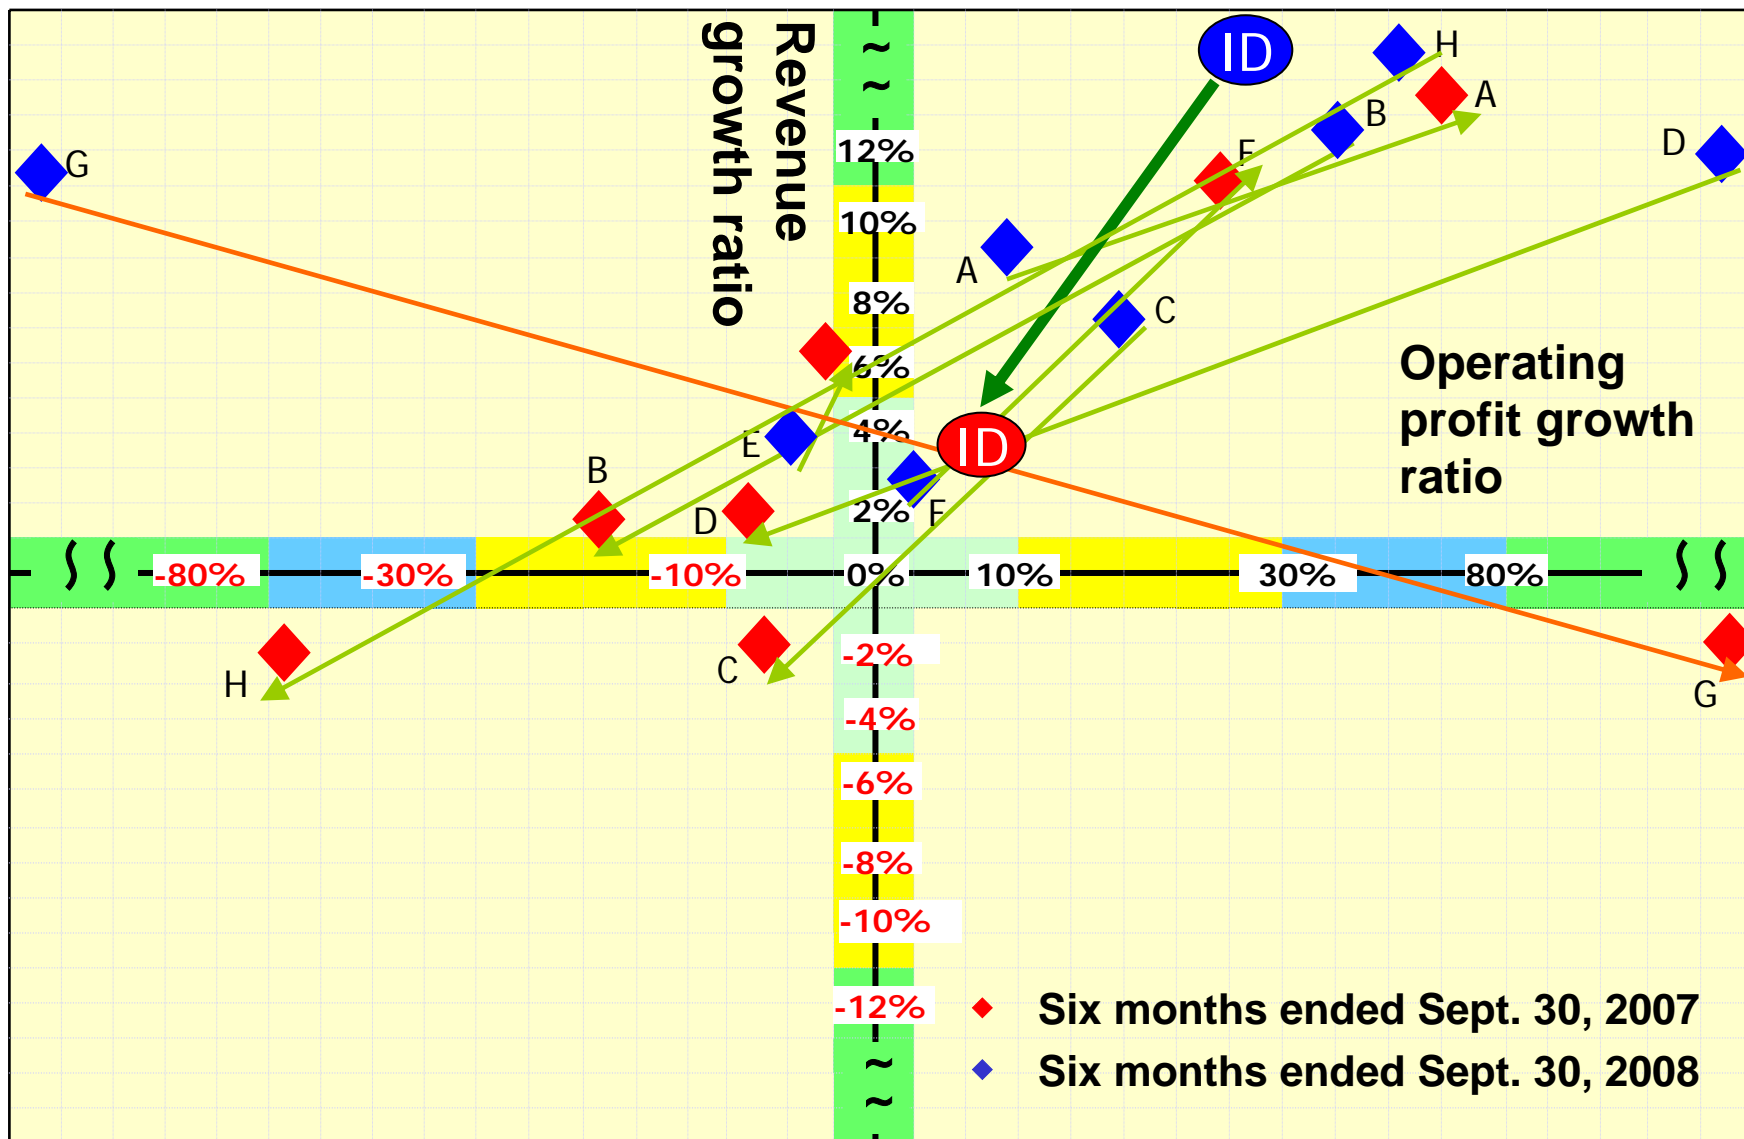 Revenue
growth ratio
~
~
ID
H
A
B
D
12%
F
G
10%
A
8%
C
6%
Operating
profit growth
ratio
4%
E
ID
B
D
2%
F
-80%
-30%
-10%
0%
10%
30%
80%
-2%
C
H
G
-4%
-6%
-8%
-10%
-12%
Six months ended Sept. 30, 2007
Six months ended Sept. 30, 2008
~
~